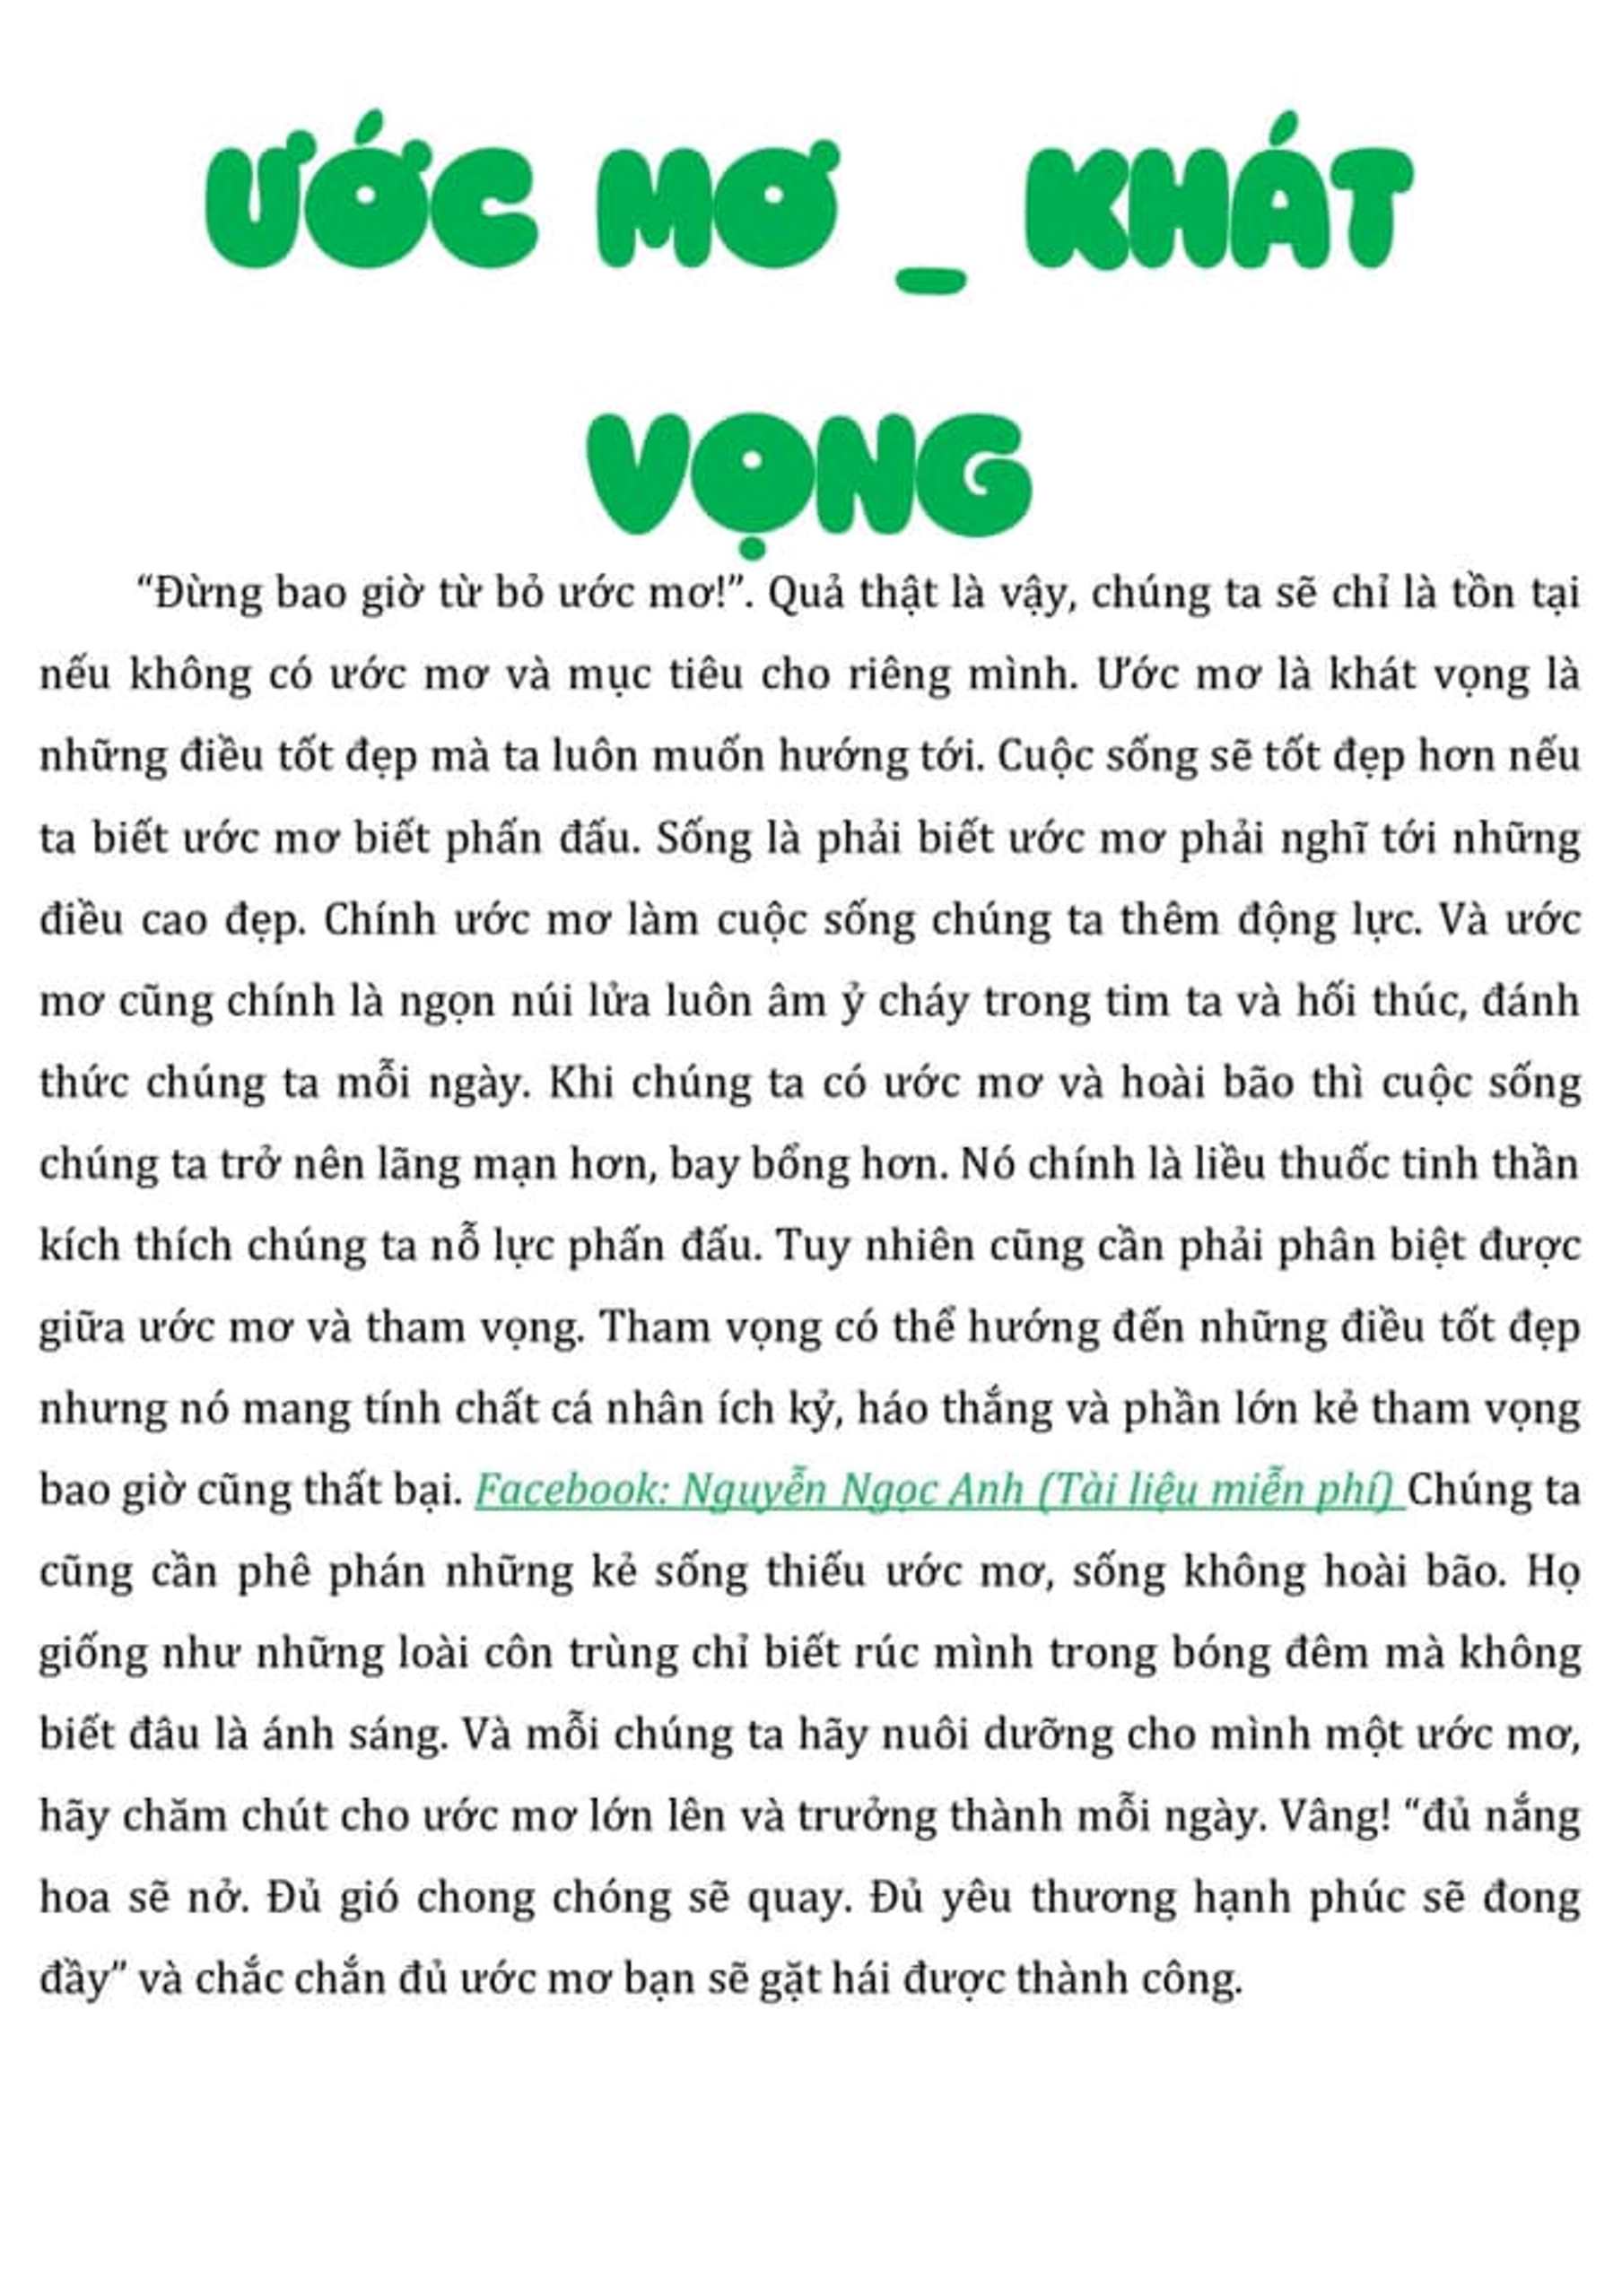 ƯỚC MƠ _ KHÁT
VỌNG
“Đừng bao giờ từ bỏ ước mơ!”. Quả thật là vậy, chúng ta sẽ chỉ là tồn tại
nếu không có ước mơ và mục tiêu cho riêng mình. Ước mơ là khát vọng là
những điều tốt đẹp mà ta luôn muốn hướng tới. Cuộc sống sẽ tốt đẹp hơn nếu
ta biết ước mơ biết phấn đấu. Sống là phải biết ước mơ phải nghĩ tới những
điều cao đẹp. Chính ước mơ làm cuộc sống chúng ta thêm động lực. Và ước
mơ cũng chính là ngọn núi lửa luôn âm ỷ cháy trong tim ta và hối thúc, đánh
thức chúng ta mỗi ngày. Khi chúng ta có ước mơ và hoài bão thì cuộc sống
chúng ta trở nên lãng mạn hơn, bay bổng hơn. Nó chính là liều thuốc tinh thần
kích thích chúng ta nỗ lực phấn đấu. Tuy nhiên cũng cần phải phân biệt được
giữa ước mơ và tham vọng. Tham vọng có thể hướng đến những điều tốt đẹp
nhưng nó mang tính chất cá nhân ích kỷ, háo thắng và phần lớn kẻ tham vọng
bao giờ cũng thất bại. Facebook: Nguyễn Ngọc Anh (Tài liệu miễn phí) Chúng ta
cũng cần phê phán những kẻ sống thiếu ước mơ, sống không hoài bão. Họ
giống như những loài côn trùng chỉ biết rúc mình trong bóng đêm mà không
biết đâu là ánh sáng. Và mỗi chúng ta hãy nuôi dưỡng cho mình một ước mơ,
hãy chăm chút cho ước mơ lớn lên và trưởng thành mỗi ngày. Vâng! “đủ nắng
hoa sẽ nở. Đủ gió chong chóng sẽ quay. Đủ yêu thương hạnh phúc sẽ đong
đầy” và chắc chắn đủ ước mơ bạn sẽ gặt hái được thành công.